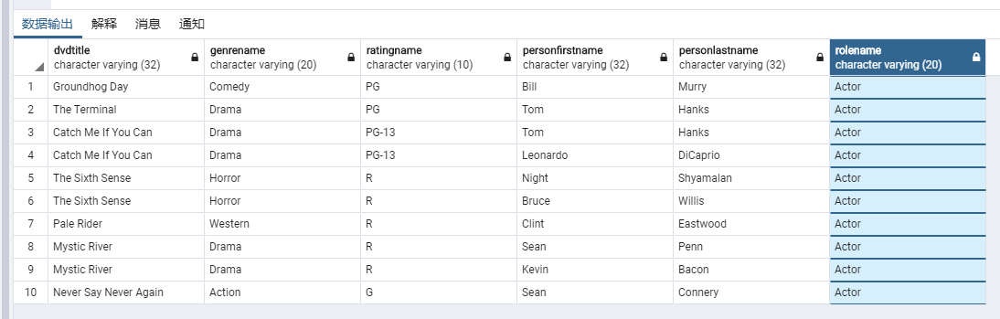 数据输出 解释 消息 通知
dvdtitle genrename ratingname personfirstname personlastname rolename
character varying (32) character varying (20) character varying (10) character varying (32) character varying (32) character varying (20)
1 Groundhog Day Comedy PG Bill Murry Actor
2 The Terminal Drama PG Tom Hanks Actor
3 Catch Me If You Can Drama PG-13 Tom Hanks Actor
4 Catch Me If You Can Drama PG-13 Leonardo DiCaprio Actor
5 The Sixth Sense Horror R Night Shyamalan Actor
6 The Sixth Sense Horror R Bruce Willis Actor
7 Pale Rider Western R Clint Eastwood Actor
8 Mystic River Drama R Sean Penn Actor
9 Mystic River Drama R Kevin Bacon Actor
10 Never Say Never Again Action G Sean Connery Actor